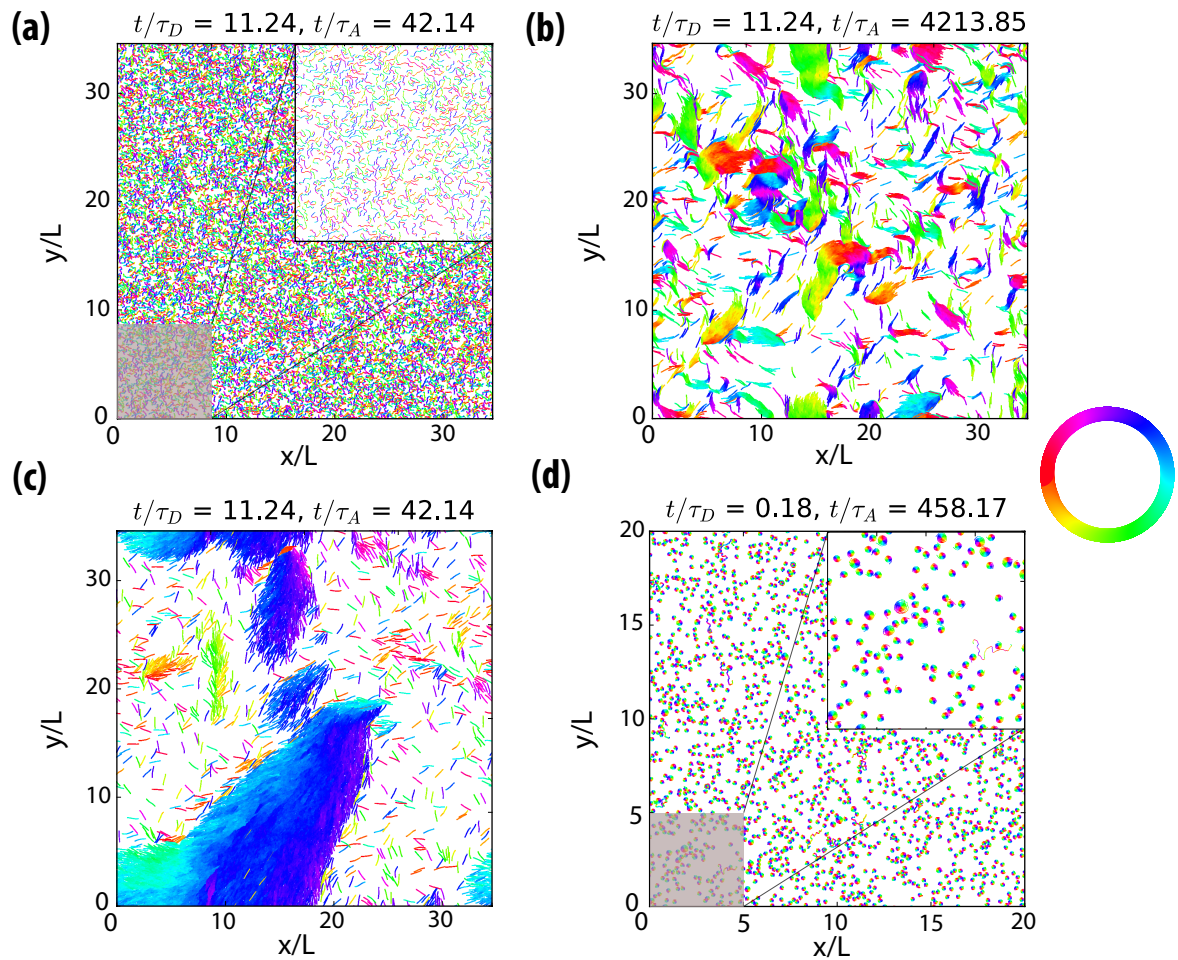 (a)
t/τ_D = 11.24, t/τ_A = 42.14
30
20
10
0
y/L
0 10 20 30
x/L
(b)
t/τ_D = 11.24, t/τ_A = 4213.85
30
20
10
0
y/L
0 10 20 30
x/L
(c)
t/τ_D = 11.24, t/τ_A = 42.14
30
20
10
0
y/L
0 10 20 30
x/L
(d)
t/τ_D = 0.18, t/τ_A = 458.17
20
15
10
5
0
y/L
0 5 10 15 20
x/L